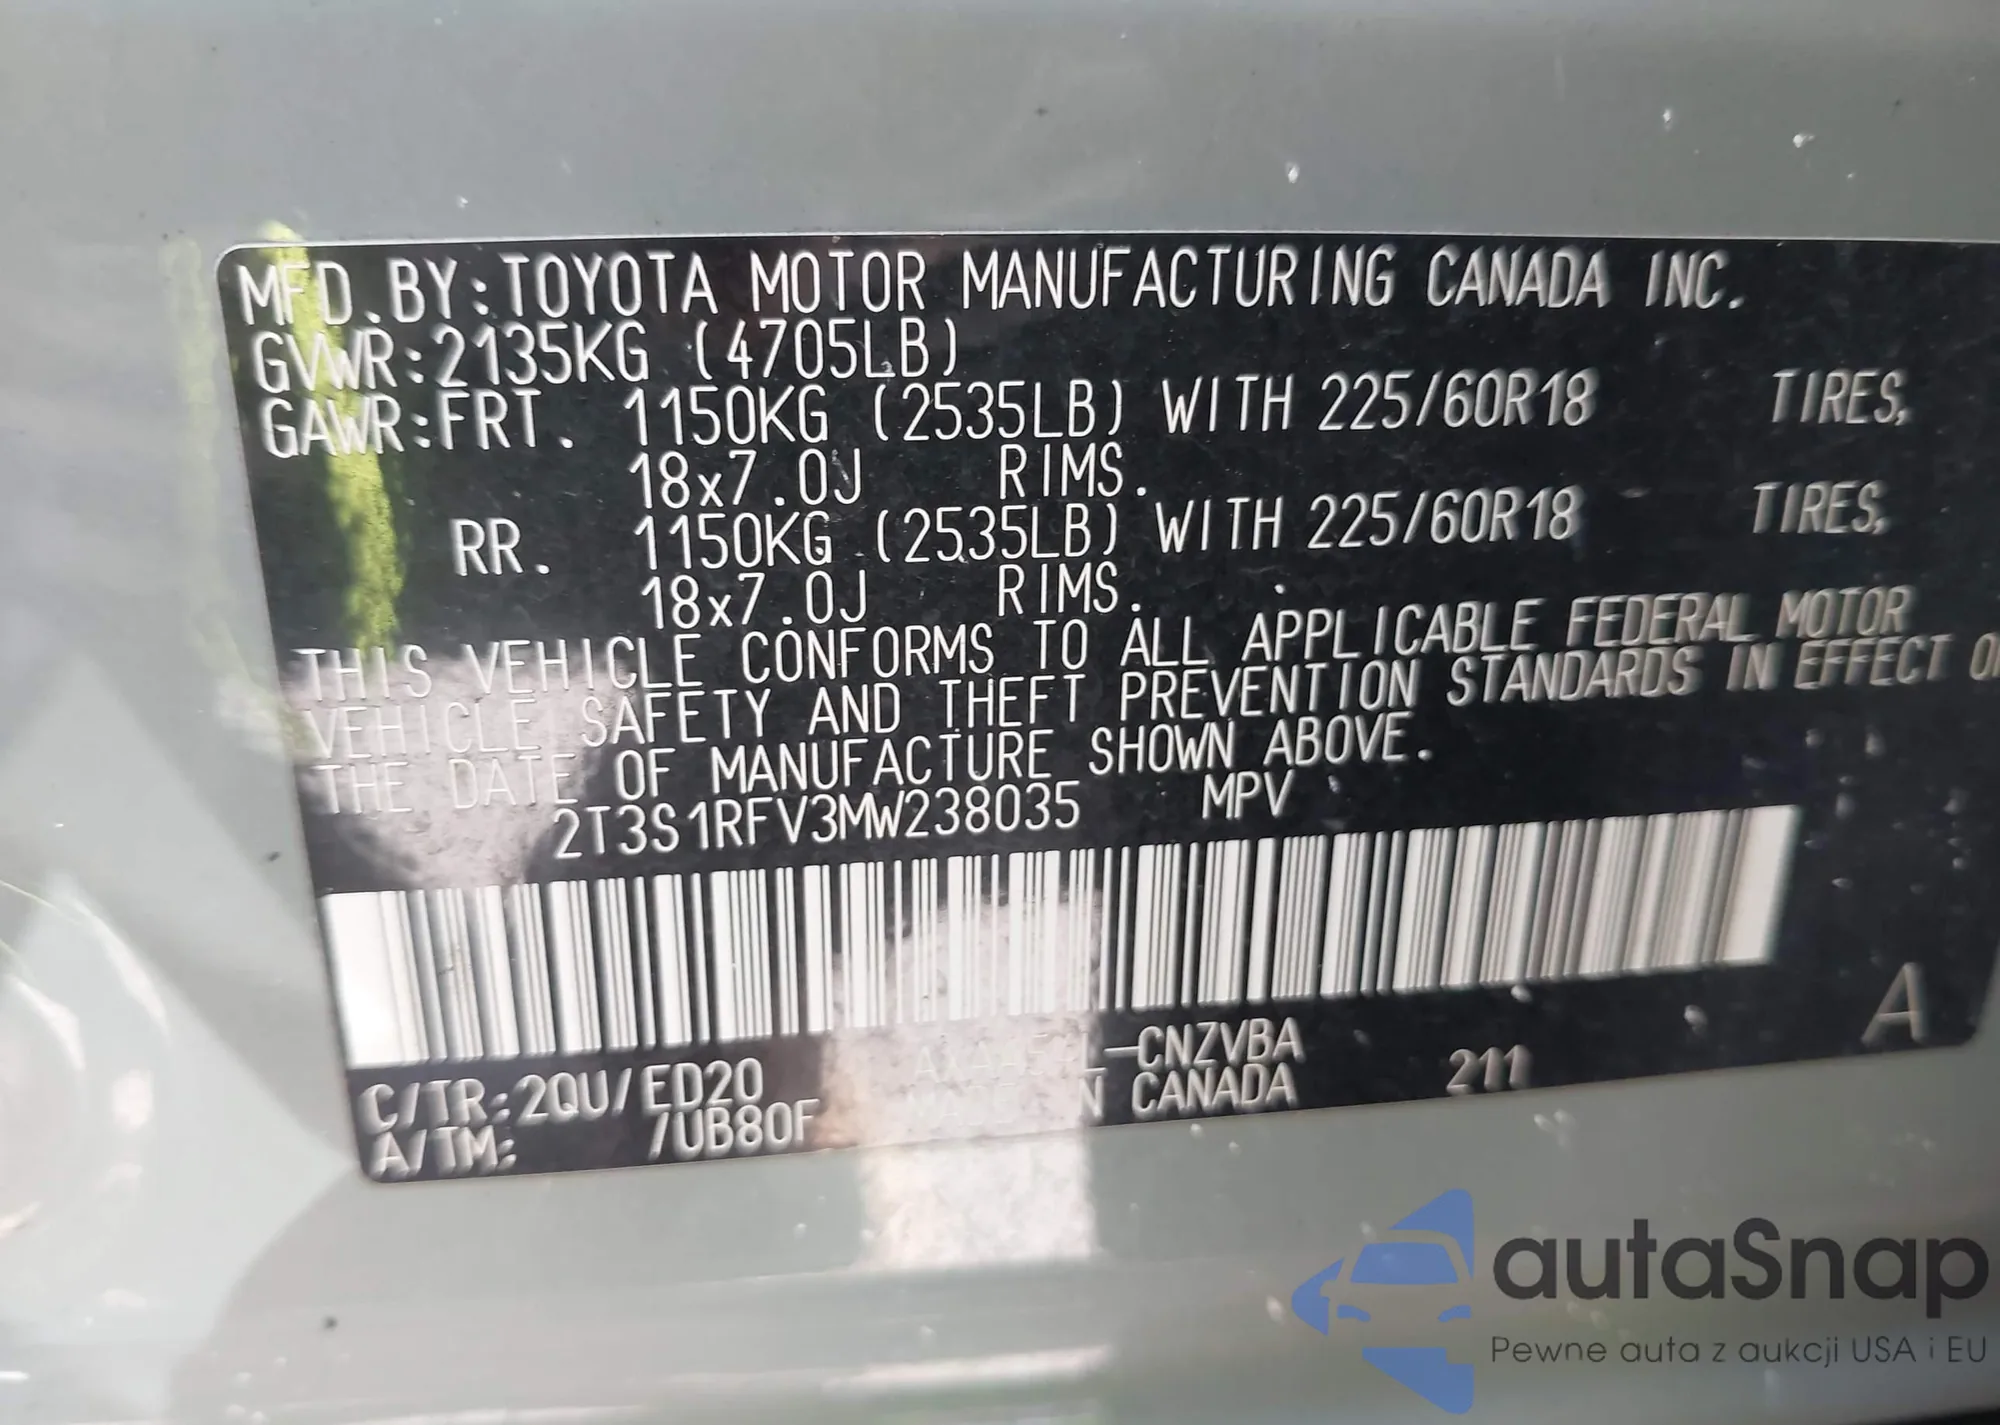 MFD.BY:TOYOTA MOTOR MANUFACTURING CANADA INC.
GVWR:2135KG (4705LB)
GAWR:FRT. 1150KG (2535LB) WITH 225/60R18 TIRES,
18x7.0J RIMS.
RR. 1150KG (2535LB) WITH 225/60R18 TIRES,
18x7.0J RIMS.
THIS VEHICLE CONFORMS TO ALL APPLICABLE FEDERAL MOTOR
VEHICLE SAFETY AND THEFT PREVENTION STANDARDS IN EFFECT
THE DATE OF MANUFACTURE SHOWN ABOVE.
2T3S1RFV3MW238035 MPV
A
C/TR:2QU/ED20 -CNZVBA 211
A/TM: /UB80F CANADA
autaSnap
Pewne auta z aukcji USA i EU